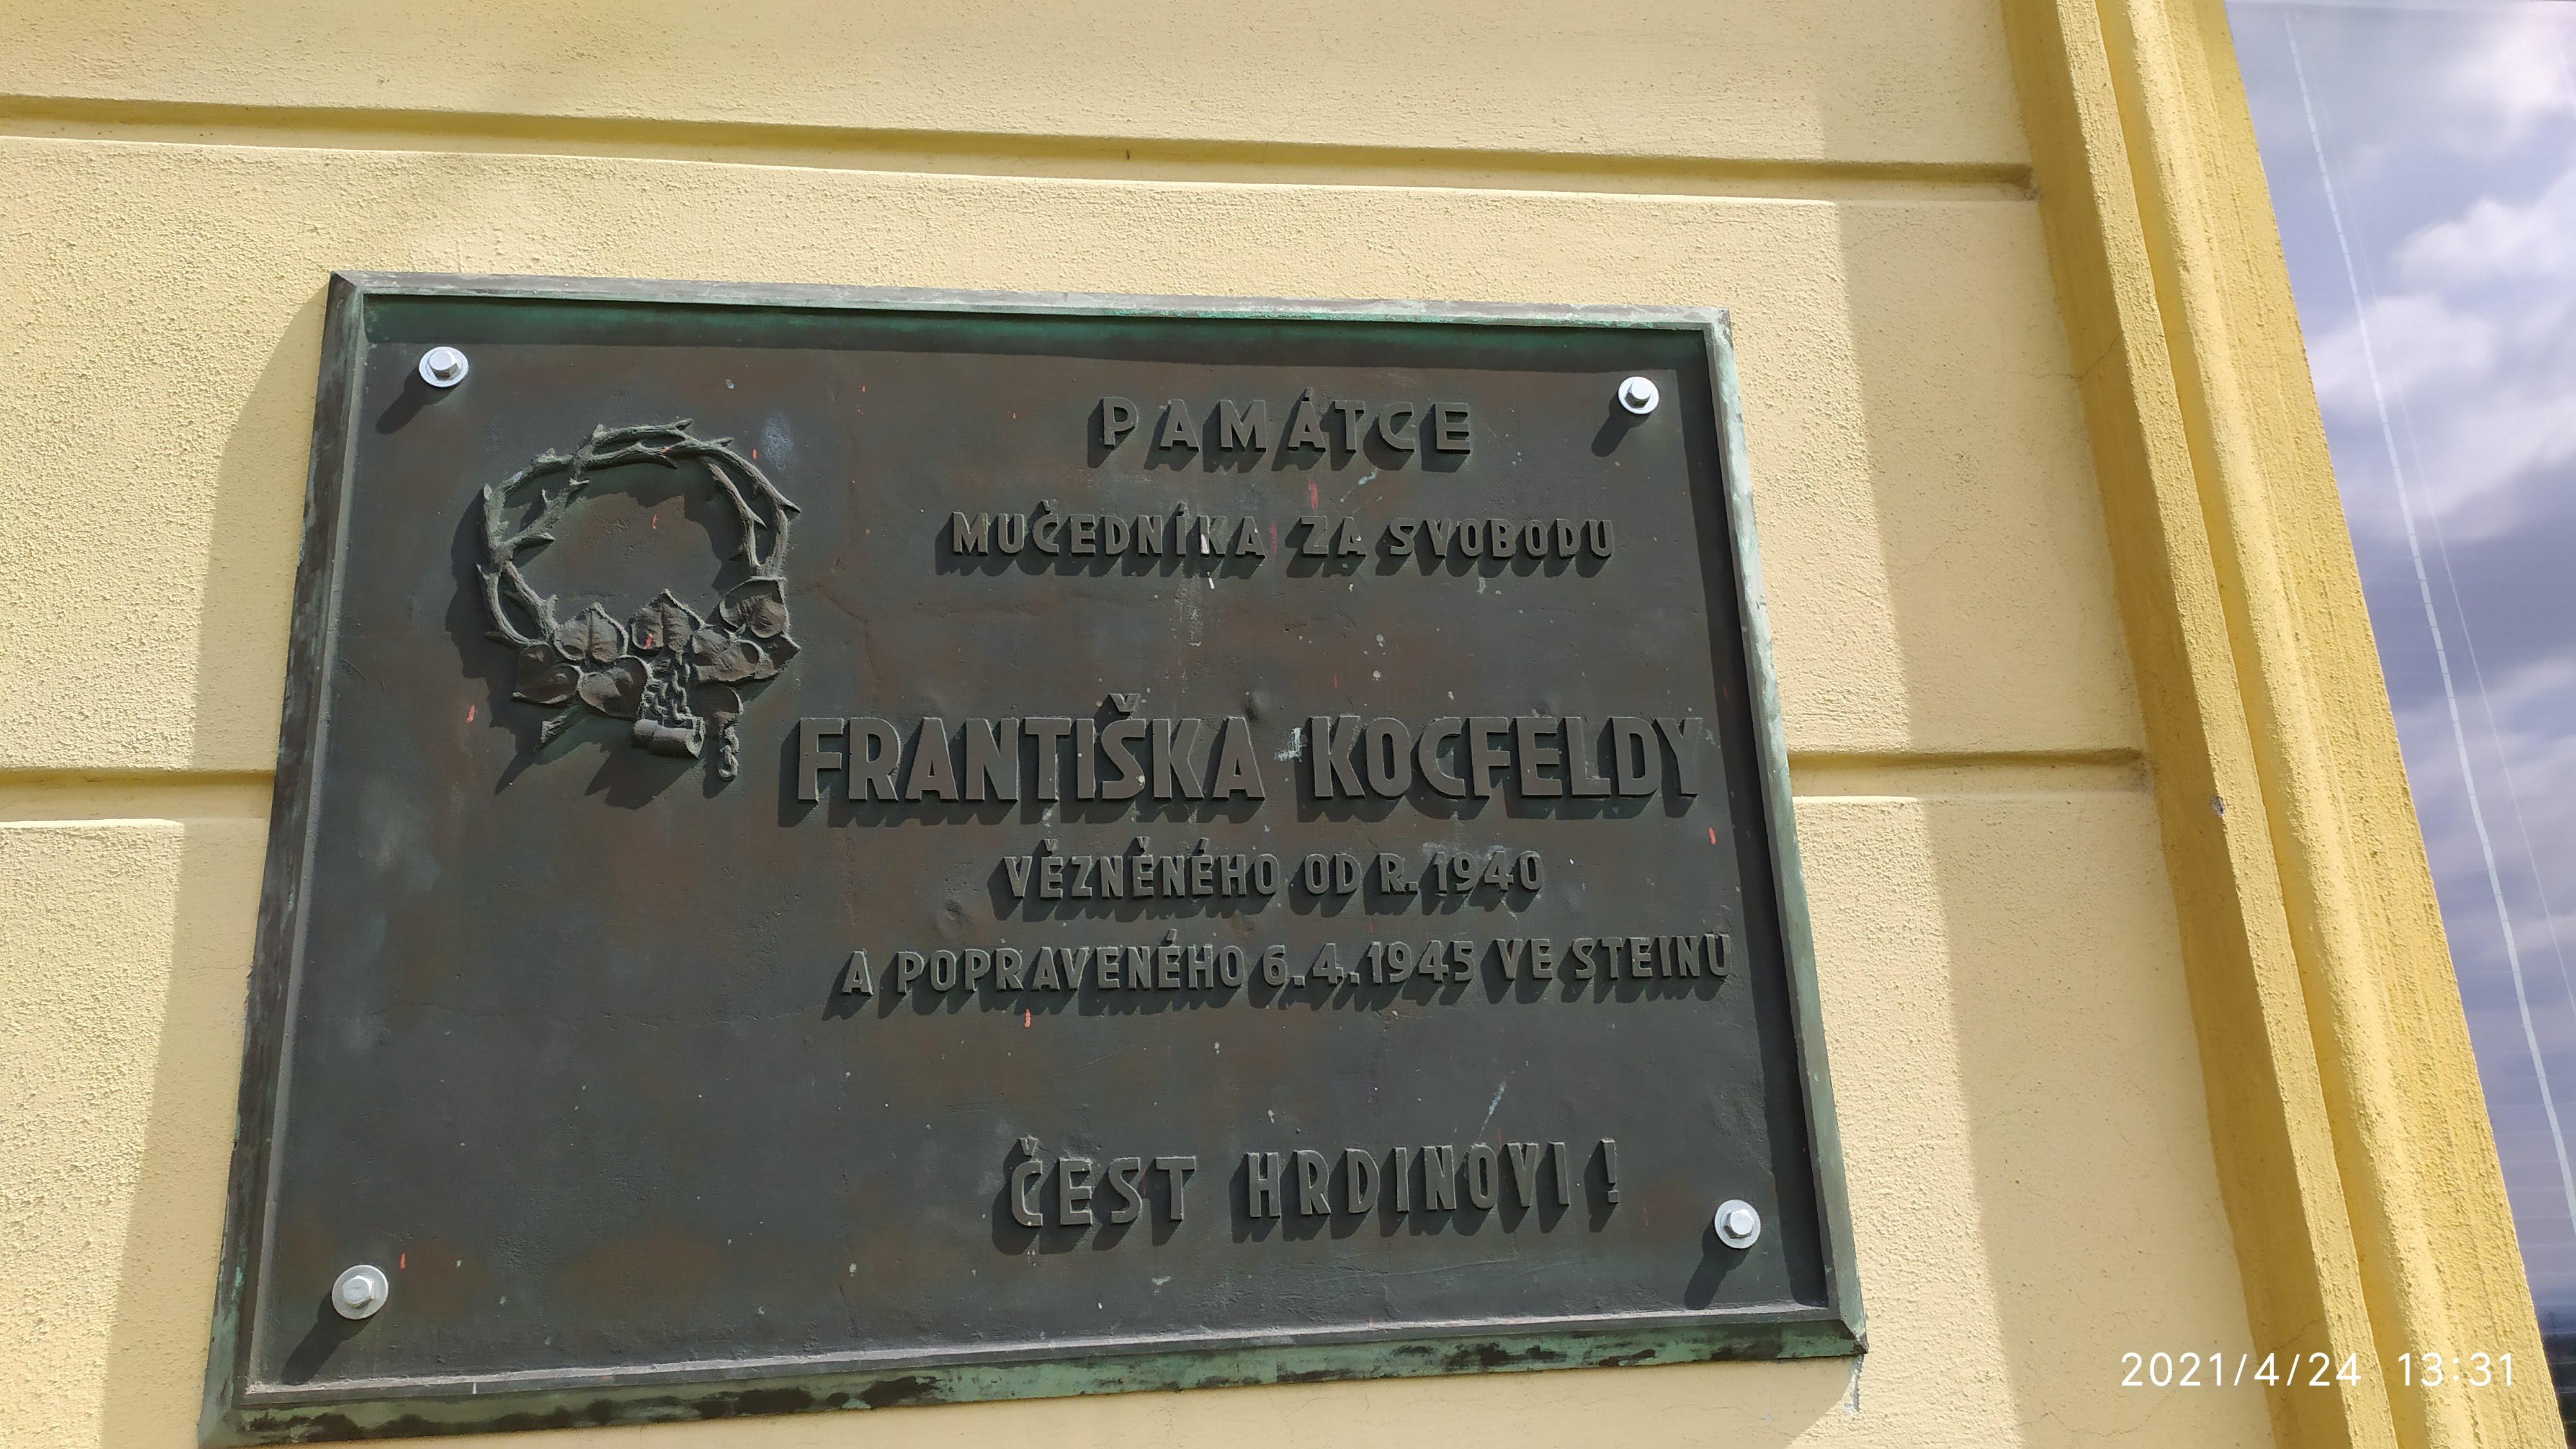 PAMÁTCE
MUČEDNÍKA ZA SVOBODU
FRANTIŠKA KOCFELDY
VĚZNĚNÉHO OD R. 1940
A POPRAVENÉHO 6.4.1945 VE STEINU
ČEST HRDINOVI!
2021/4/24 13:31